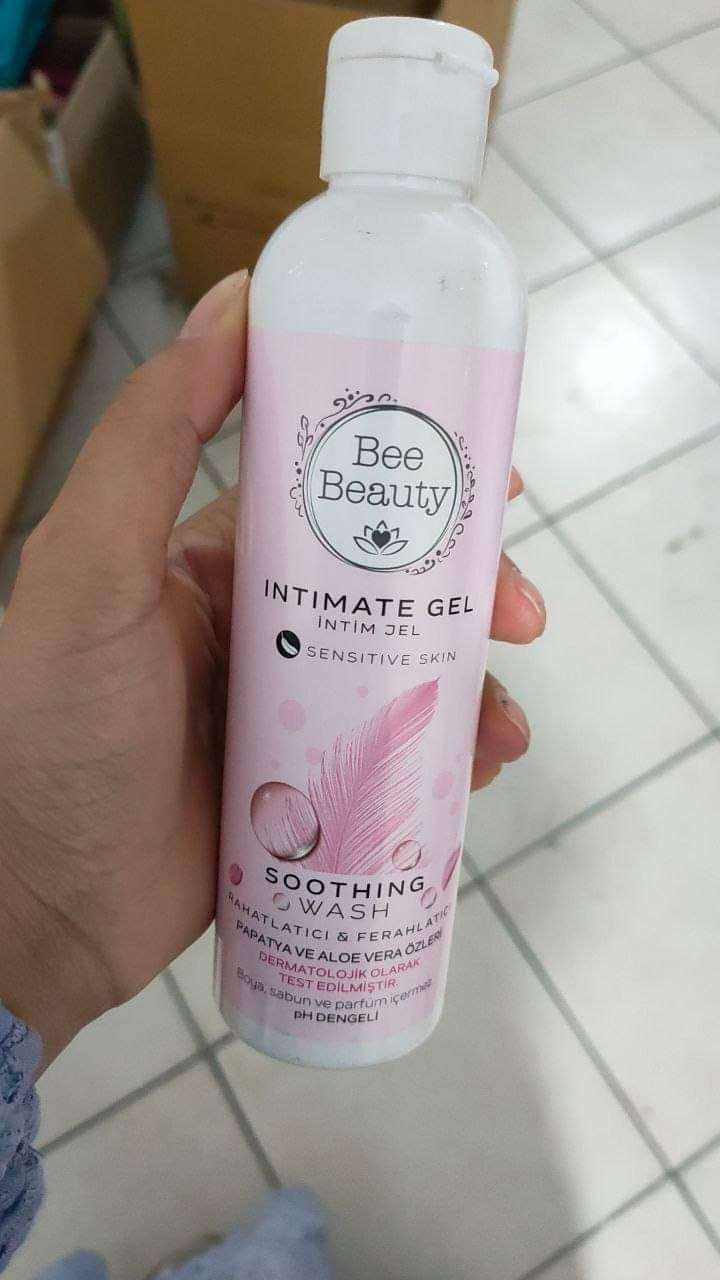 Bee
Beauty
INTIMATE GEL
İNTİM JEL
SENSITIVE SKIN
SOOTHING
WASH
RAHATLATICI & FERAHLATICI
PAPATYA VE ALOE VERA ÖZLERİ
DERMATOLOJİK OLARAK
TEST EDİLMİŞTİR.
Boya, sabun ve parfüm içermez.
pH DENGELİ